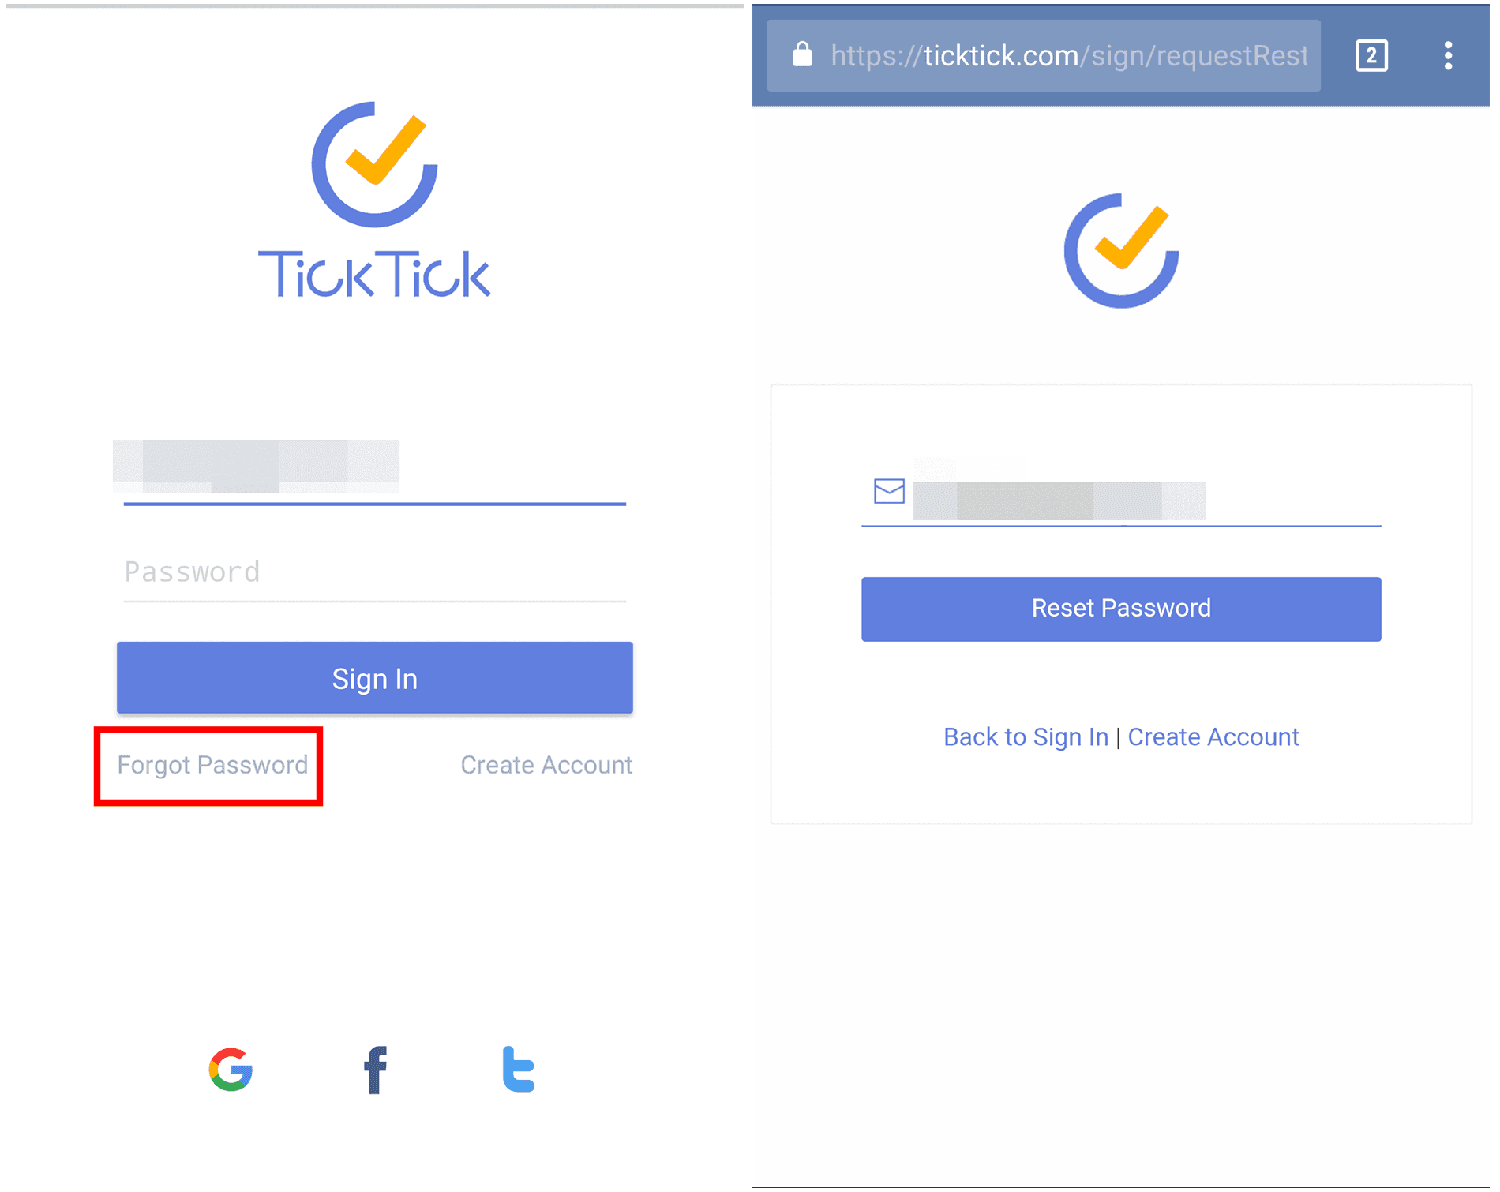 TickTick
Password
Sign In
Forgot Password
Create Account
https://ticktick.com/sign/requestRest
2
Reset Password
Back to Sign In | Create Account